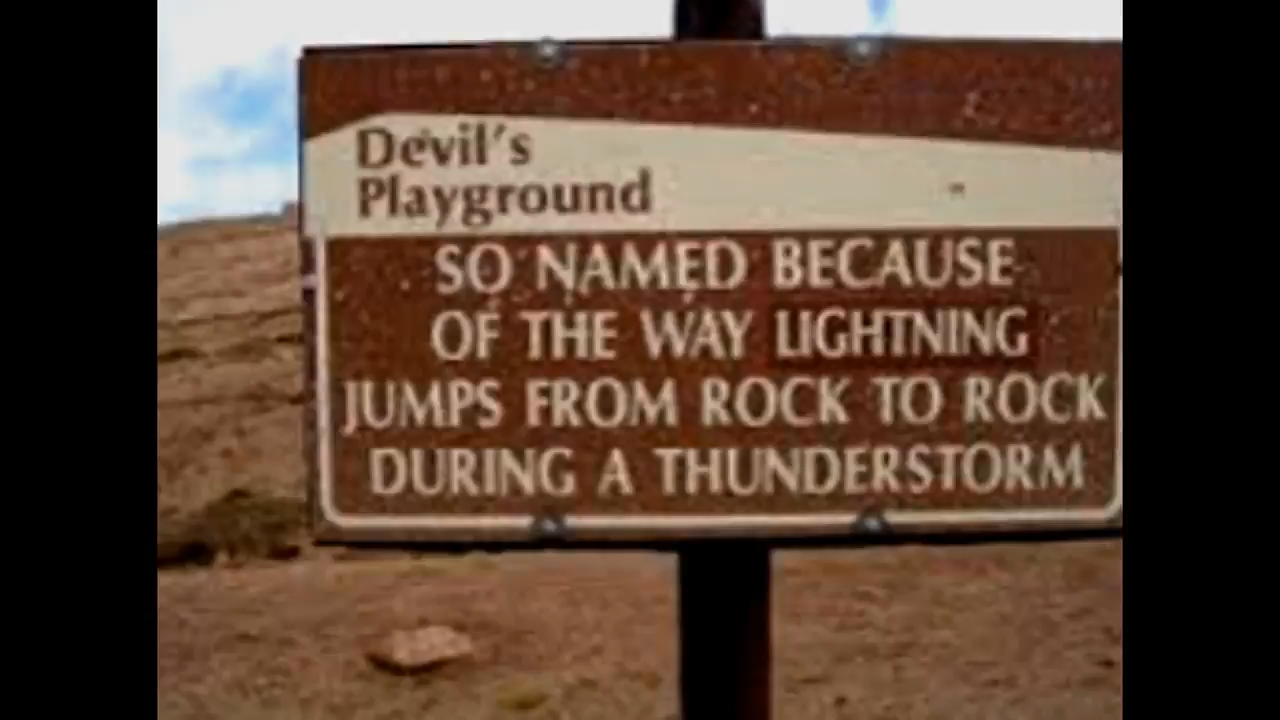 Devil's
Playground
SO NAMED BECAUSE
OF THE WAY LIGHTNING
JUMPS FROM ROCK TO ROCK
DURING A THUNDERSTORM